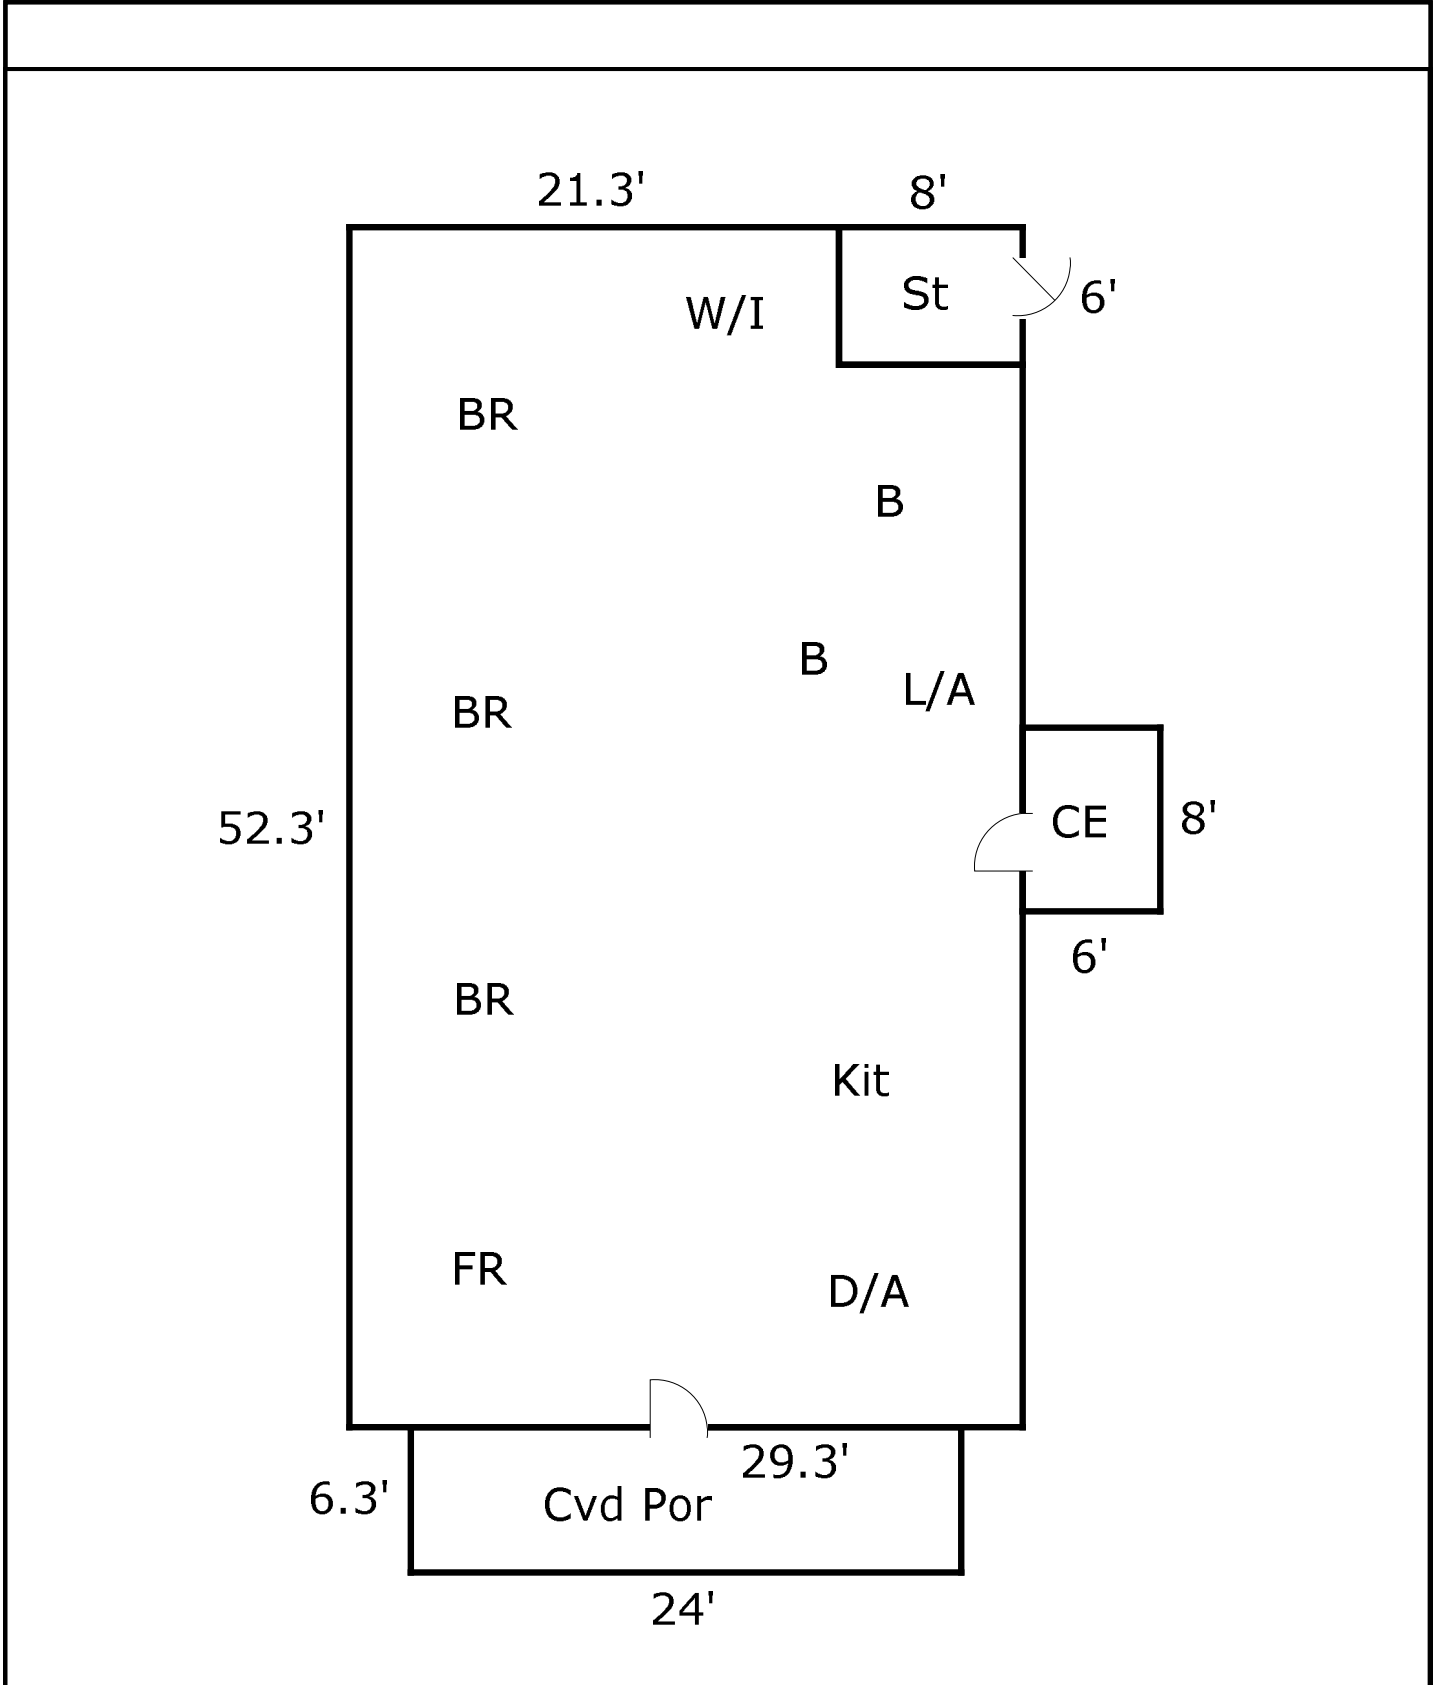 21.3'
8'
St
6'
W/I
BR
B
B
L/A
BR
52.3'
CE
8'
6'
BR
Kit
FR
D/A
29.3'
6.3'
Cvd Por
24'